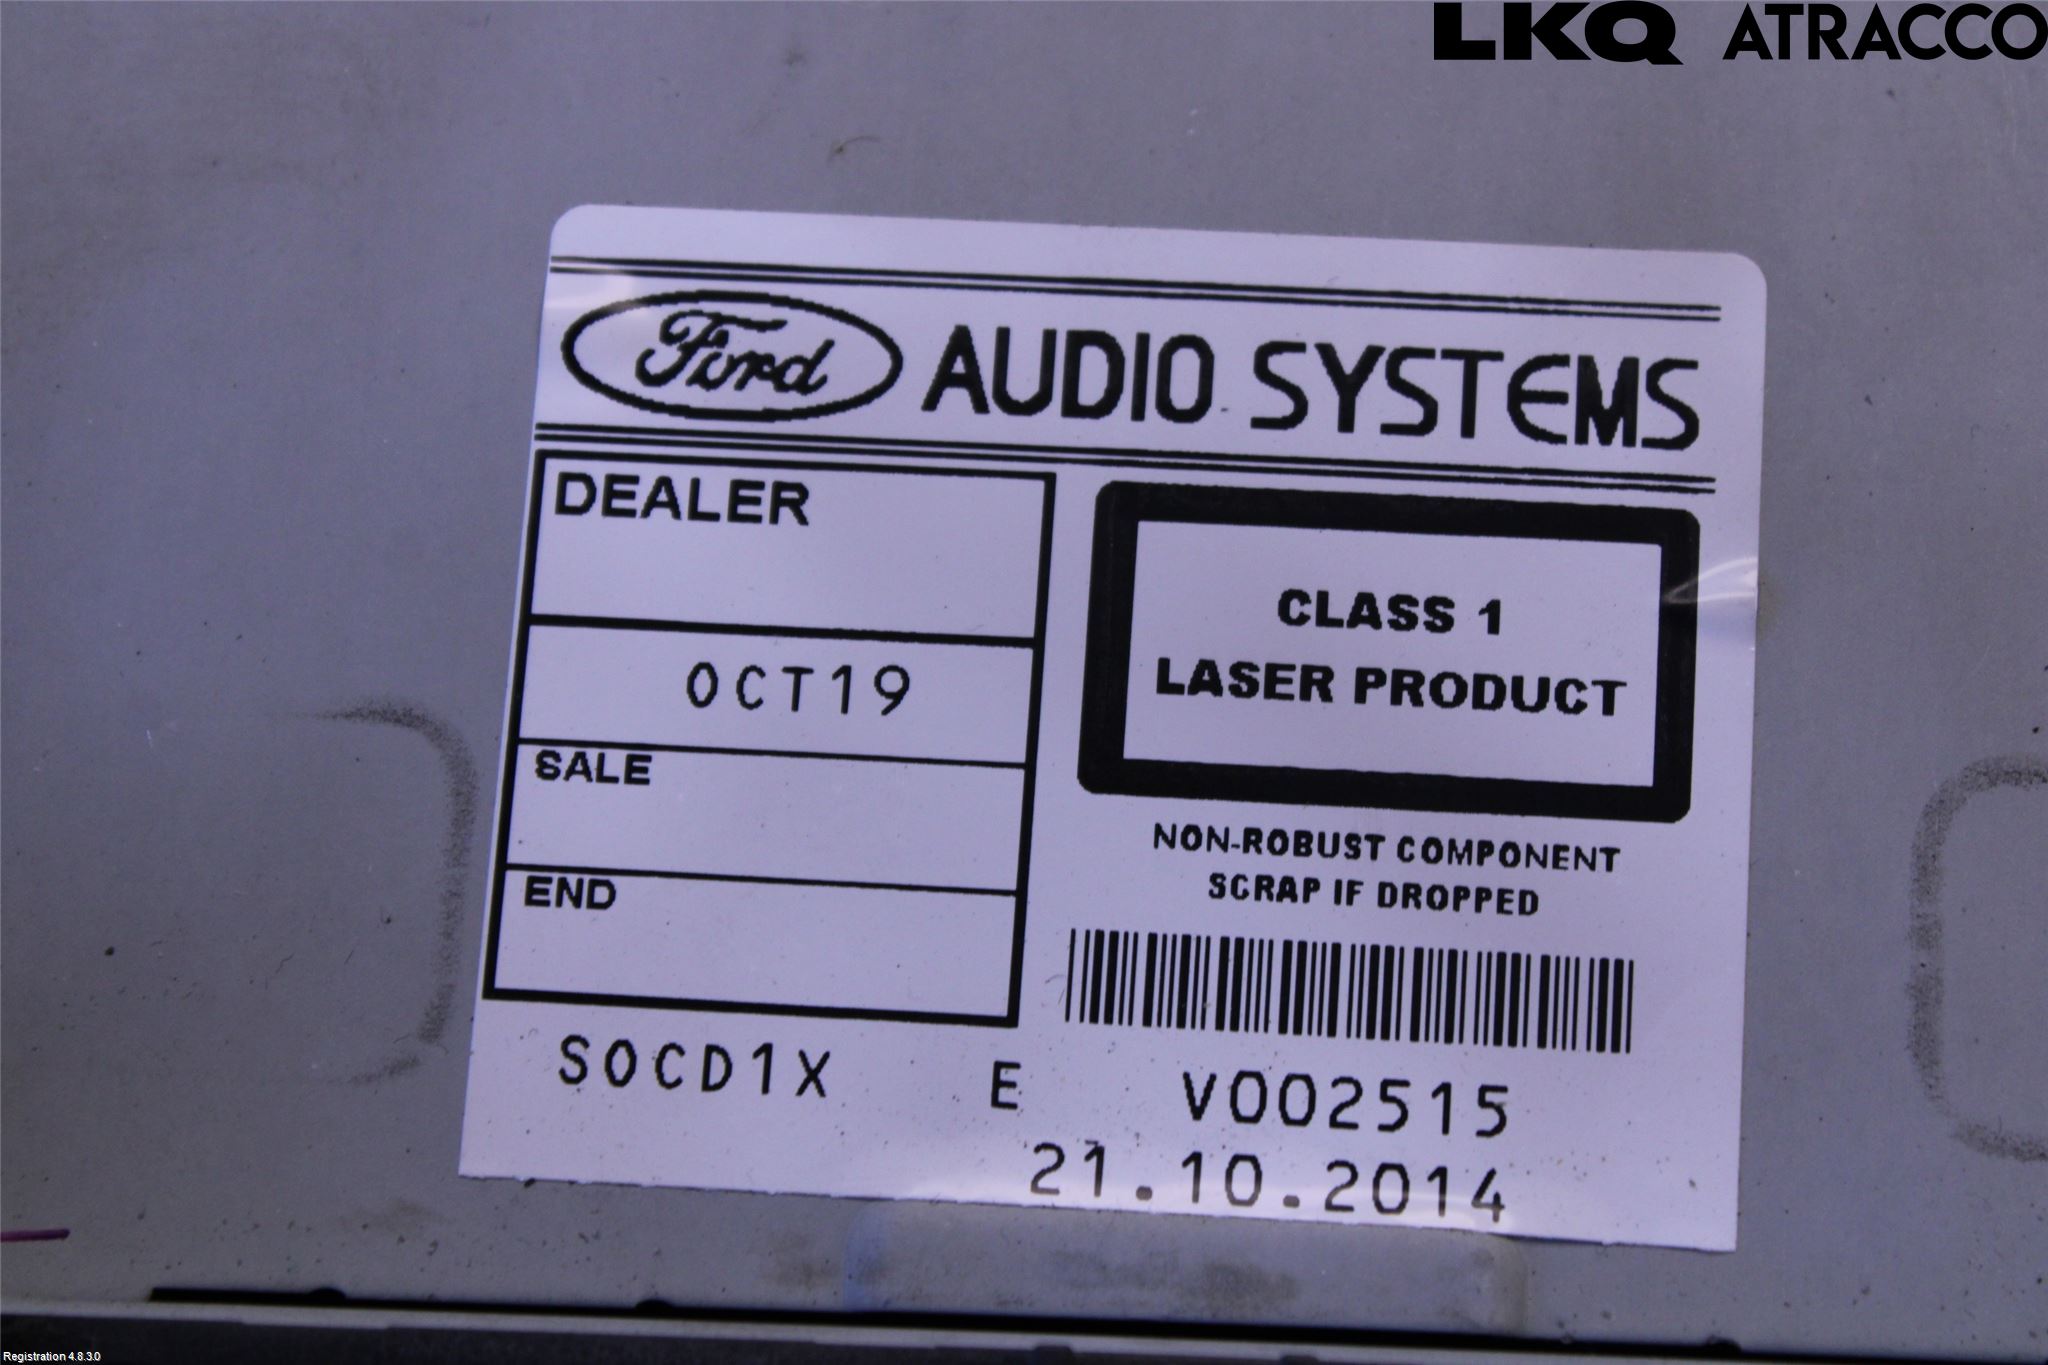 LKQ ATRACCO
Ford AUDIO SYSTEMS
DEALER
OCT19
SALE
END
CLASS 1
LASER PRODUCT
NON-ROBUST COMPONENT
SCRAP IF DROPPED
SOCD1X E V002515
21.10.2014
Registration 4.8.3.0